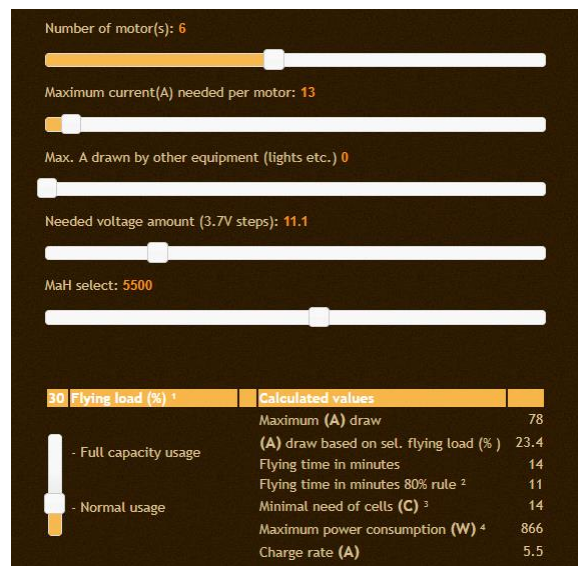 Number of motor(s): 6
Maximum current(A) needed per motor: 13
Max. A drawn by other equipment (lights etc.) 0
Needed voltage amount (3.7V steps): 11.1
MaH select: 5500
30 Flying load (%) ¹ Calculated values
Maximum (A) draw 78
- Full capacity usage (A) draw based on sel. flying load (% ) 23.4
Flying time in minutes 14
Flying time in minutes 80% rule ² 11
- Normal usage Minimal need of cells (C) ³ 14
Maximum power consumption (W) ⁴ 866
Charge rate (A) 5.5